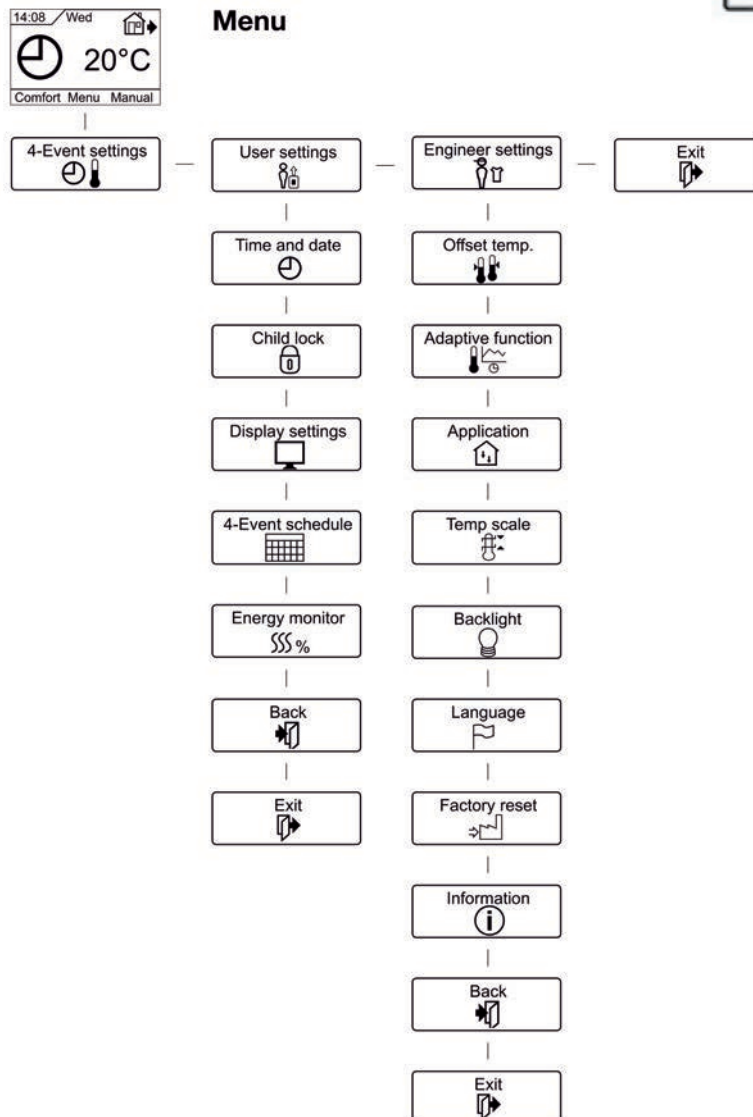 Menu
14:08 Wed
20°C
Comfort Menu Manual
4-Event settings
User settings
Engineer settings
Exit
Time and date
Offset temp.
Child lock
Adaptive function
Display settings
Application
4-Event schedule
Temp scale
Energy monitor
%
Backlight
Back
Language
Exit
Factory reset
Information
i
Back
Exit